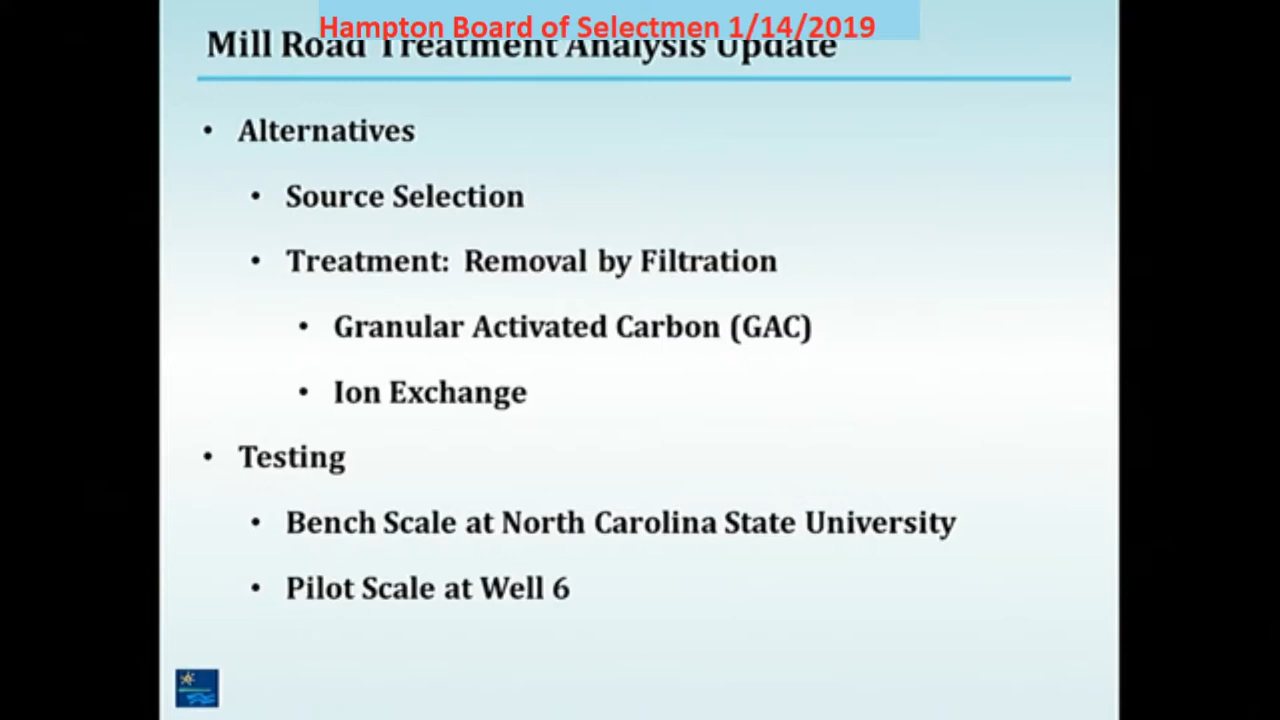 Hampton Board of Selectmen 1/14/2019
Mill Road Treatment Analysis Update
• Alternatives
• Source Selection
• Treatment: Removal by Filtration
• Granular Activated Carbon (GAC)
• Ion Exchange
• Testing
• Bench Scale at North Carolina State University
• Pilot Scale at Well 6